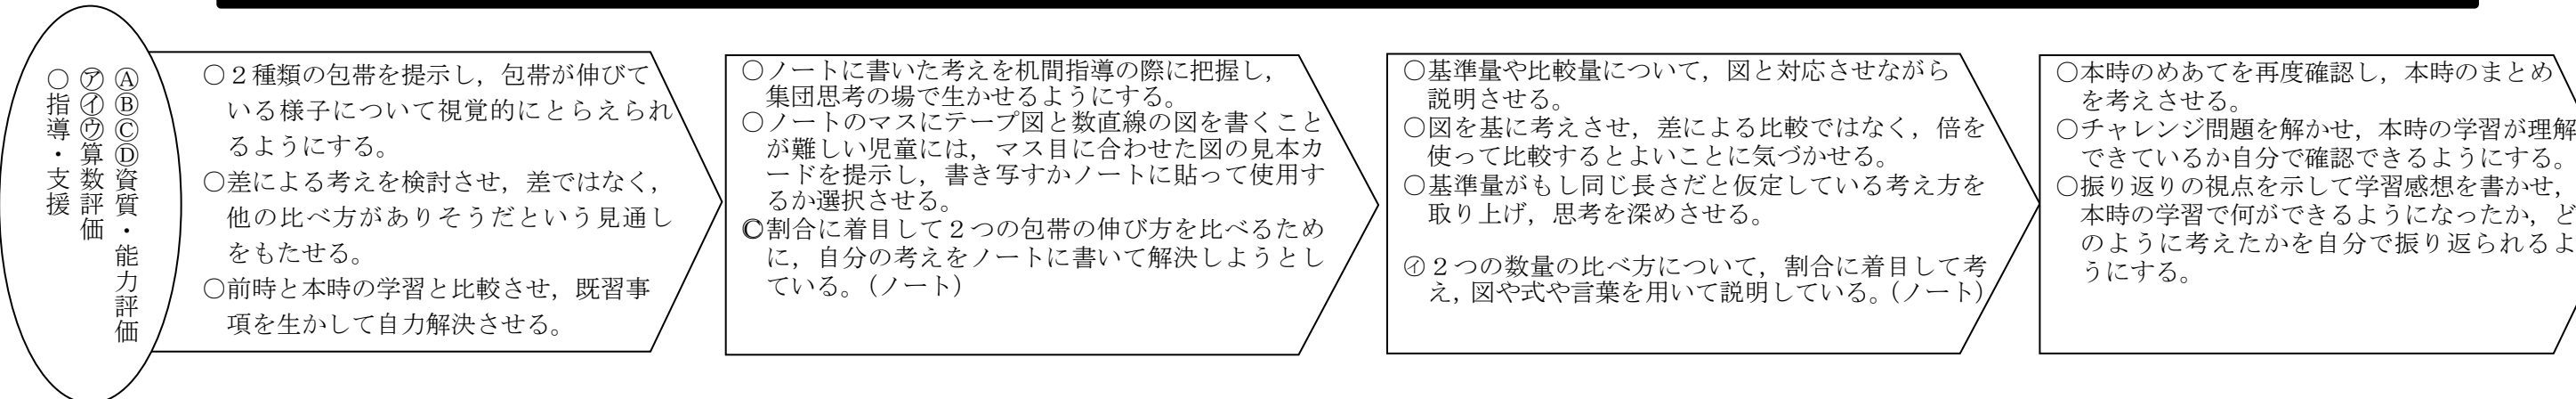 ⒶⒷⒸⒹ資質・能力評価
㋐㋑㋒算数評価
○指導・支援
○２種類の包帯を提示し，包帯が伸びて
いる様子について視覚的にとらえられ
るようにする。
○差による考えを検討させ，差ではなく，
他の比べ方がありそうだという見通し
をもたせる。
○前時と本時の学習と比較させ，既習事
項を生かして自力解決させる。
○ノートに書いた考えを机間指導の際に把握し，
集団思考の場で生かせるようにする。
○ノートのマスにテープ図と数直線の図を書くこと
が難しい児童には，マス目に合わせた図の見本カ
ードを提示し，書き写すかノートに貼って使用す
るか選択させる。
Ⓒ割合に着目して２つの包帯の伸び方を比べるため
に，自分の考えをノートに書いて解決しようとし
ている。（ノート）
○基準量や比較量について，図と対応させながら
説明させる。
○図を基に考えさせ，差による比較ではなく，倍を
使って比較するとよいことに気づかせる。
○基準量がもし同じ長さだと仮定している考え方を
取り上げ，思考を深めさせる。
㋑２つの数量の比べ方について，割合に着目して考
え，図や式や言葉を用いて説明している。（ノート）
○本時のめあてを再度確認し，本時のまとめ
を考えさせる。
○チャレンジ問題を解かせ，本時の学習が理解
できているか自分で確認できるようにする。
○振り返りの視点を示して学習感想を書かせ，
本時の学習で何ができるようになったか，ど
のように考えたかを自分で振り返られるよ
うにする。